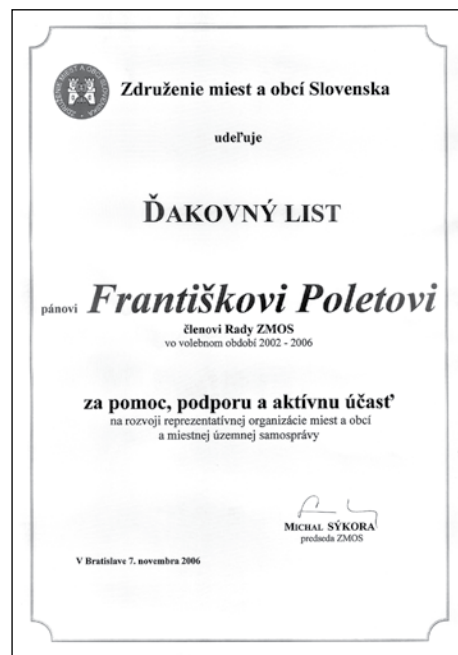 Združenie miest a obcí Slovenska
udeľuje
ĎAKOVNÝ LIST
pánovi Františkovi Poletovi
členovi Rady ZMOS
vo volebnom období 2002 - 2006
za pomoc, podporu a aktívnu účasť
na rozvoji reprezentatívnej organizácie miest a obcí
a miestnej územnej samosprávy
MICHAL SÝKORA
predseda ZMOS
V Bratislave 7. novembra 2006